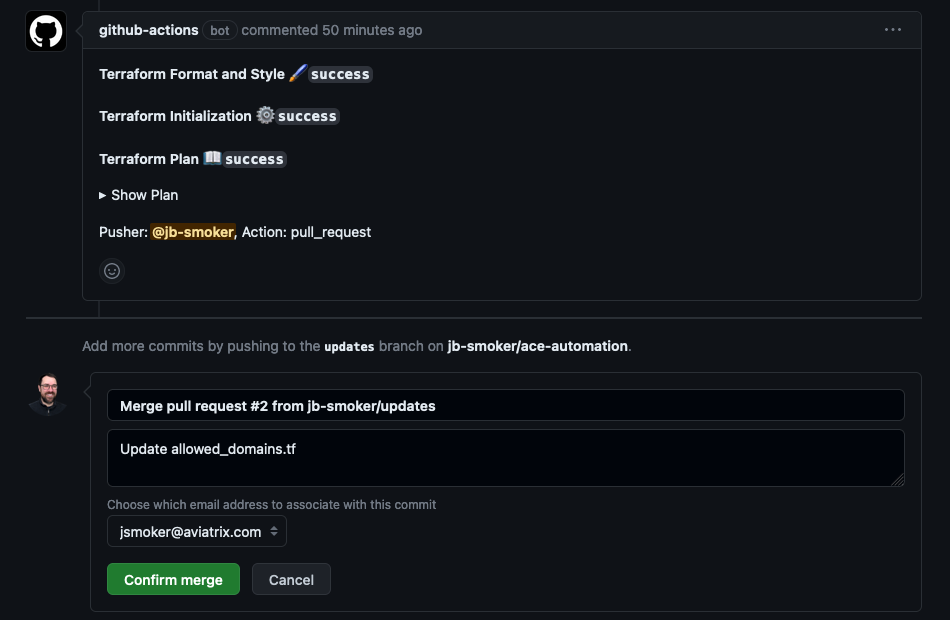 github-actions bot commented 50 minutes ago
Terraform Format and Style 🖌success
Terraform Initialization ⚙️success
Terraform Plan 📖success
▸ Show Plan
Pusher: @jb-smoker, Action: pull_request
Add more commits by pushing to the updates branch on jb-smoker/ace-automation.
Merge pull request #2 from jb-smoker/updates
Update allowed_domains.tf
Choose which email address to associate with this commit
jsmoker@aviatrix.com
Confirm merge Cancel